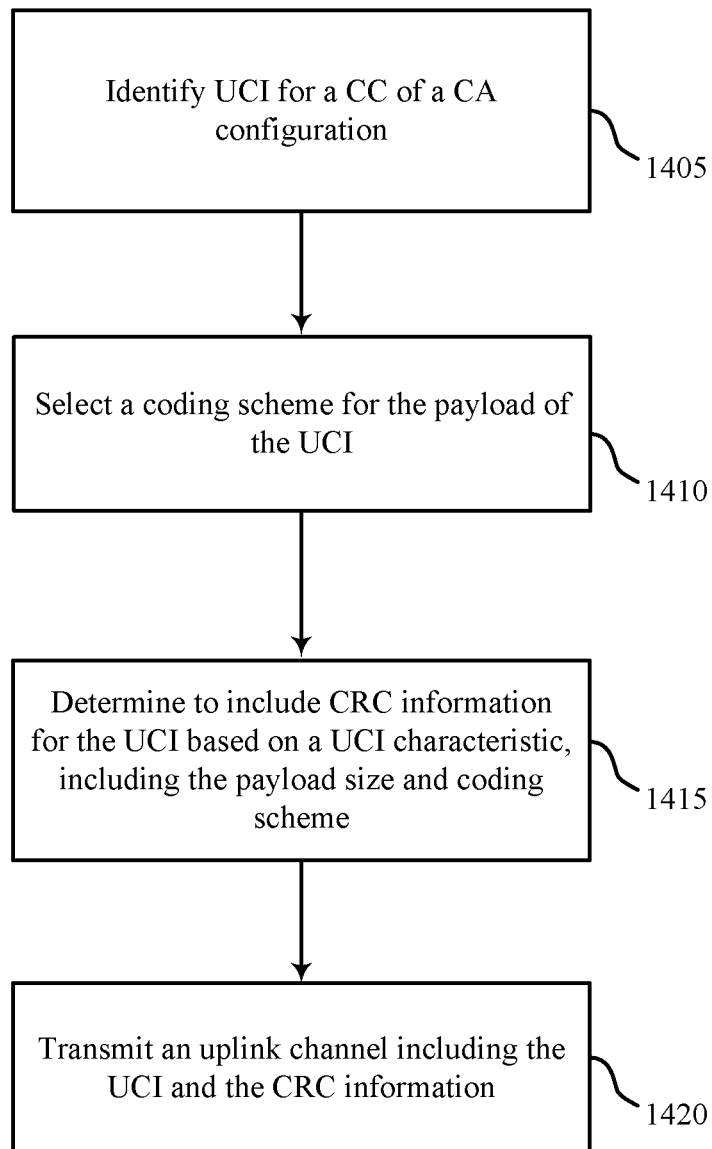 Identify UCI for a CC of a CA
configuration
1405
Select a coding scheme for the payload of
the UCI
1410
Determine to include CRC information
for the UCI based on a UCI characteristic,
including the payload size and coding
scheme
1415
Transmit an uplink channel including the
UCI and the CRC information
1420